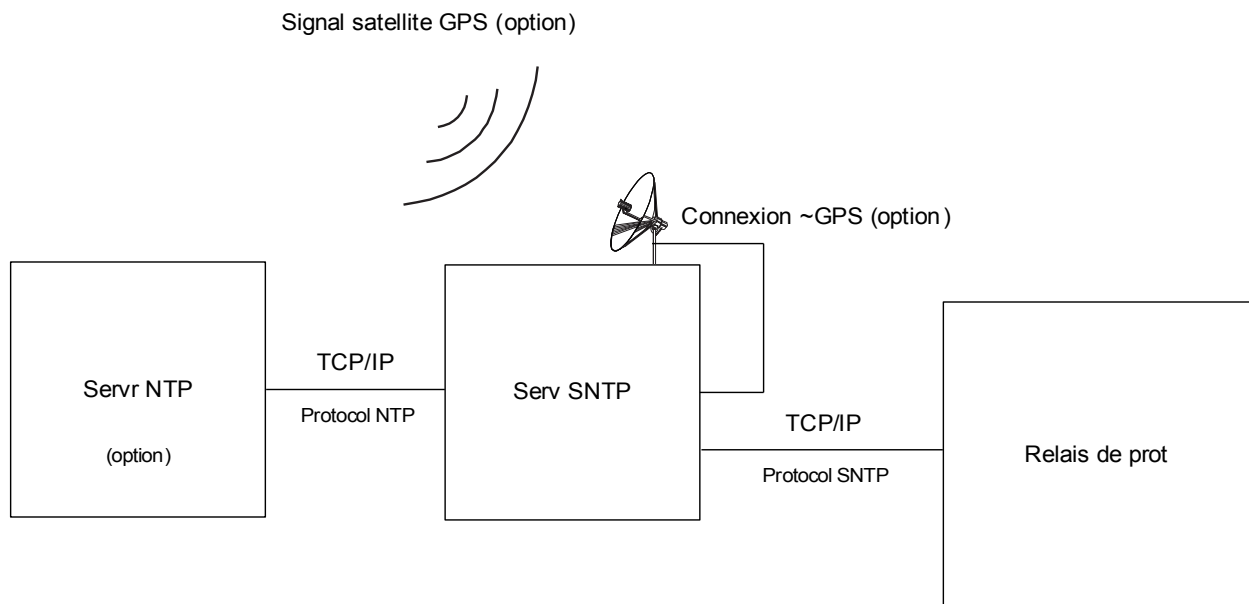 Signal satellite GPS (option)
Connexion ~GPS (option)
Servr NTP
(option)
TCP/IP
Protocol NTP
Serv SNTP
TCP/IP
Protocol SNTP
Relais de prot